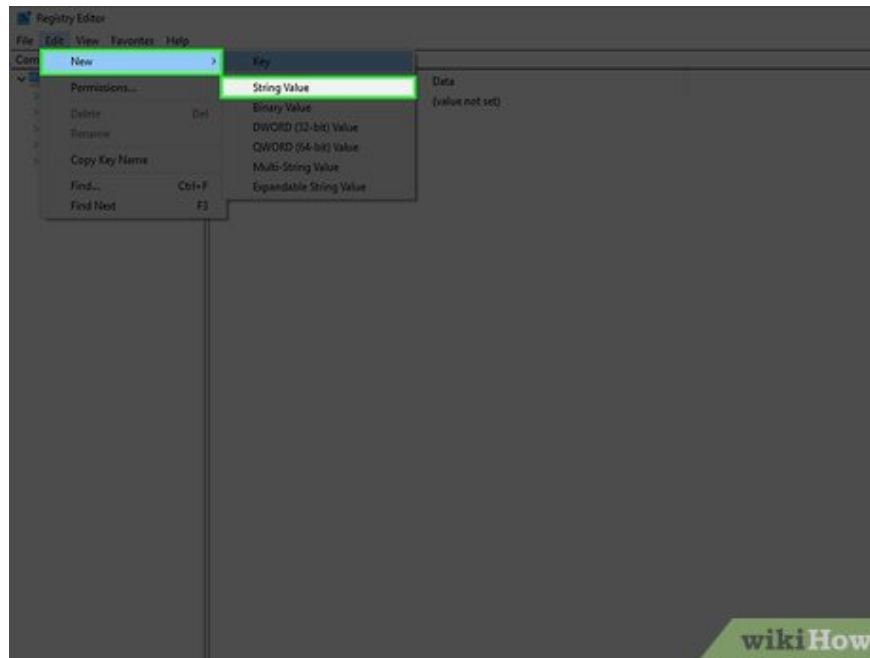 Registry Editor
File Edit View Favorites Help
Com
New >
Key
Permissions...
String Value
Data
Binary Value
(value not set)
Delete Del
DWORD (32-bit) Value
Rename
QWORD (64-bit) Value
Copy Key Name
Multi-String Value
Find... Ctrl+F
Expandable String Value
Find Next F3
wikiHow